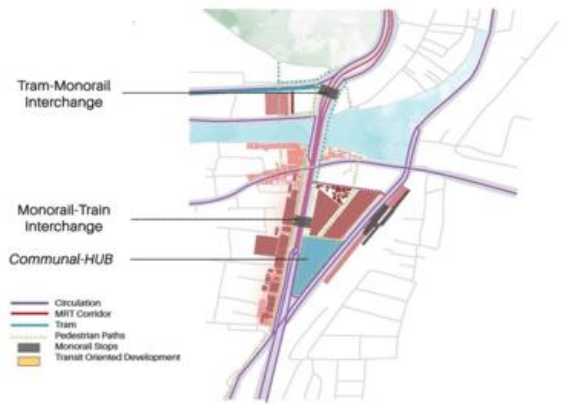 Tram-Monorail
Interchange
Monorail-Train
Interchange
Communal-HUB
Circulation
MRT Corridor
Tram
Pedestrian Paths
Monorail Stops
Transit Oriented Development